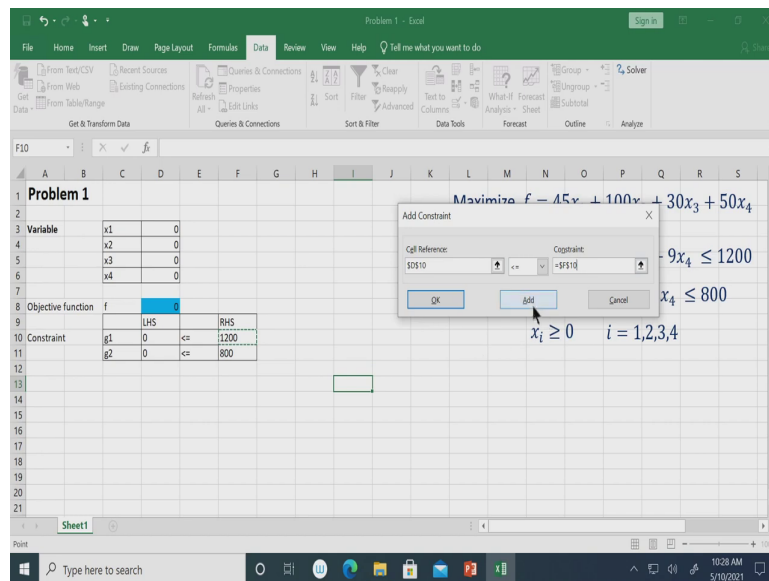 Problem 1 - Excel
Sign in
File Home Insert Draw Page Layout Formulas Data Review View Help Tell me what you want to do Share
Get Data
From Text/CSV
From Web
From Table/Range
Recent Sources
Existing Connections
Get & Transform Data
Refresh All
Queries & Connections
Properties
Edit Links
Queries & Connections
Sort
Filter
Clear
Reapply
Advanced
Sort & Filter
Text to Columns
Data Tools
What-If Analysis
Forecast Sheet
Forecast
Group
Ungroup
Subtotal
Outline
Solver
Analyze
F10 fx
A B C D E F G H I J K L M N O P Q R S
1 Problem 1
2
3 Variable x1 0
4 x2 0
5 x3 0
6 x4 0
7
8 Objective function f 0
9 LHS RHS
10 Constraint g1 0 <= 1200
11 g2 0 <= 800
12
13
14
15
16
17
18
19
20
21
Maximize f = 45x + 100x + 30x₃ + 50x₄
- 9x₄ ≤ 1200
x₄ ≤ 800
xᵢ ≥ 0 i = 1,2,3,4
Add Constraint
Cell Reference: Constraint:
$D$10 <= =$F$10
OK Add Cancel
Sheet1
Point
Type here to search
10:28 AM
5/10/2021